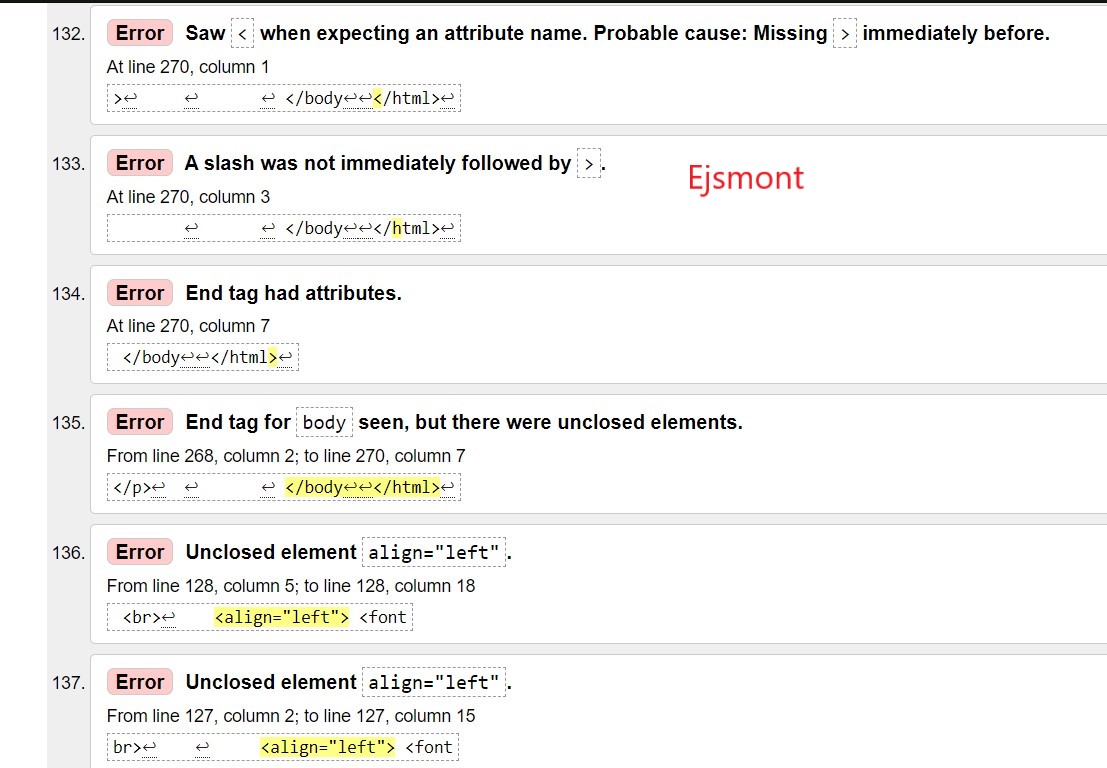 132. Error Saw < when expecting an attribute name. Probable cause: Missing > immediately before.
At line 270, column 1
>↩ ↩ ↩ </body↩↩</html>↩
133. Error A slash was not immediately followed by >.
Ejsmont
At line 270, column 3
↩ ↩ </body↩↩</html>↩
134. Error End tag had attributes.
At line 270, column 7
</body↩↩</html>↩
135. Error End tag for body seen, but there were unclosed elements.
From line 268, column 2; to line 270, column 7
</p>↩ ↩ ↩ </body↩↩</html>↩
136. Error Unclosed element align="left".
From line 128, column 5; to line 128, column 18
<br>↩ <align="left"> <font
137. Error Unclosed element align="left".
From line 127, column 2; to line 127, column 15
br>↩ ↩ <align="left"> <font